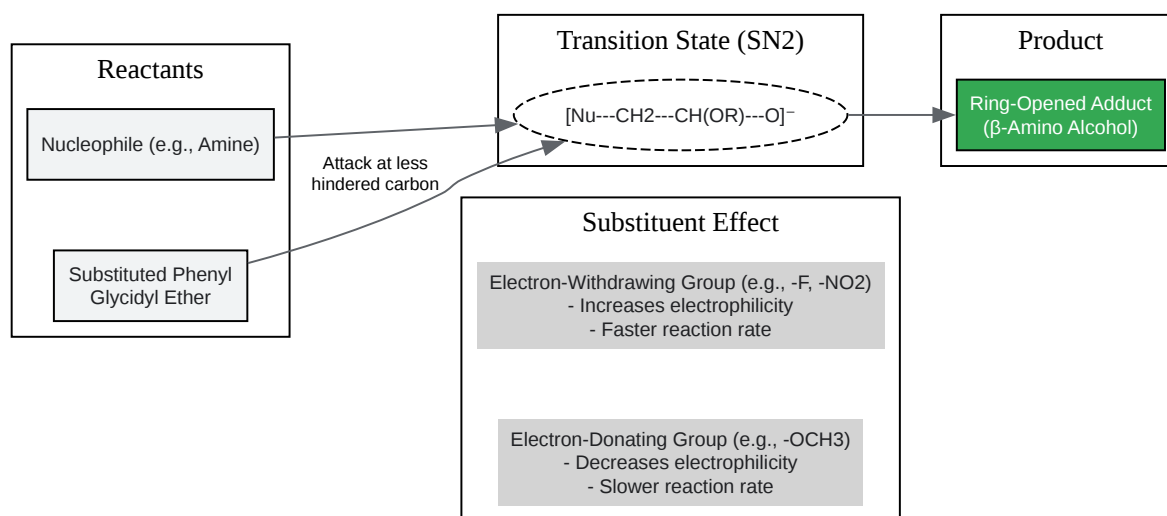 Reactants
Nucleophile (e.g., Amine)
Substituted Phenyl
Glycidyl Ether
Attack at less
hindered carbon
Transition State (SN2)
[Nu---CH2---CH(OR)---O]⁻
Product
Ring-Opened Adduct
(β-Amino Alcohol)
Substituent Effect
Electron-Withdrawing Group (e.g., -F, -NO2)
- Increases electrophilicity
- Faster reaction rate
Electron-Donating Group (e.g., -OCH3)
- Decreases electrophilicity
- Slower reaction rate